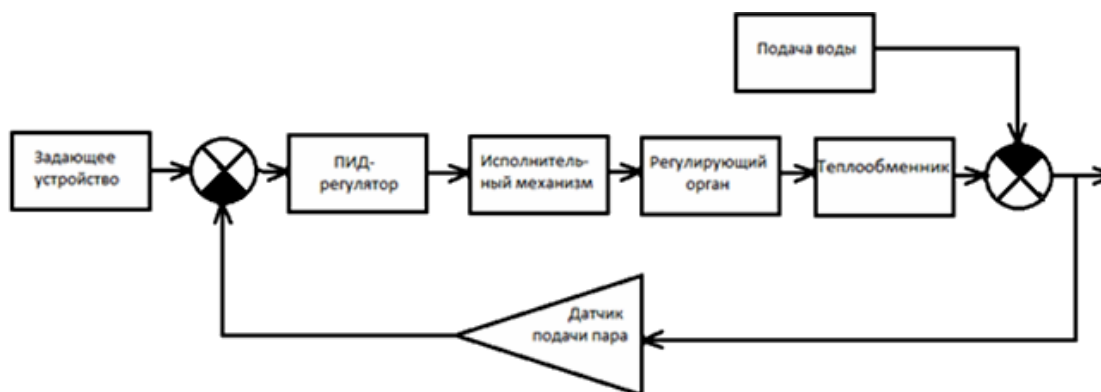 Подача воды
Задающее
устройство
ПИД-
регулятор
Исполнитель-
ный механизм
Регулирующий
орган
Теплообменник
Датчик
подачи пара